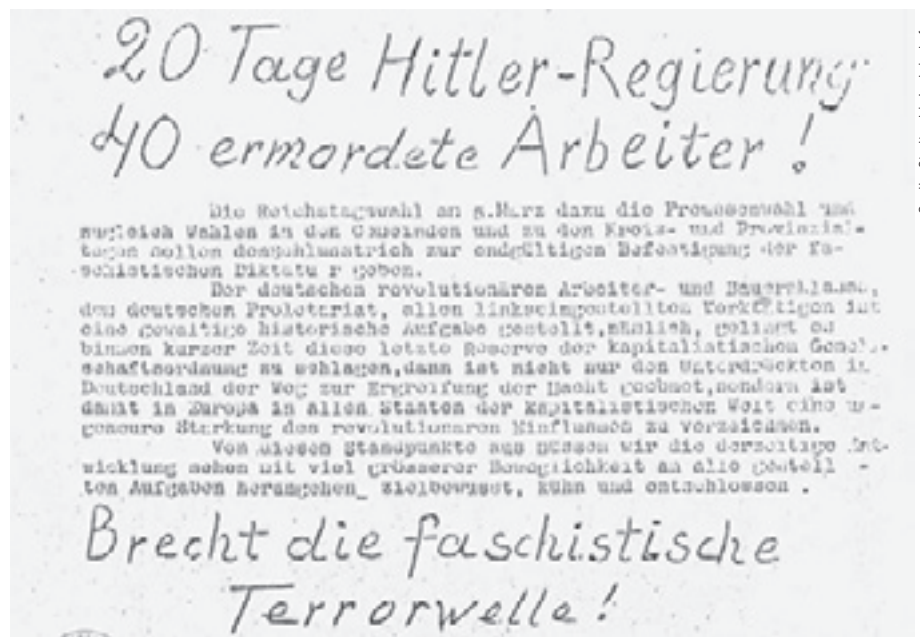 20 Tage Hitler-Regierung
40 ermordete Arbeiter!
Die Reichstagswahl am 5.März dazu die Preussenwahl und
zugleich Wahlen in den Gemeinden und zu den Kreis- und Provinzial-
tagen sollen den zur endgültigen Befestigung der fa-
schistischen Diktatu r geben.
Der deutschen revolutionären Arbeiter- und Bauernklasse,
dem deutschen Proletariat, allen linkseingestellten Werktätigen ist
eine gewaltige historische Aufgabe gestellt,nämlich, gelingt es
binnen kurzer Zeit diese letzte Reserve der kapitalistischen Gesell-
schaftsordnung zu schlagen,dann ist nicht nur den Unterdrückten in
Deutschland der Weg zur Ergreifung der Macht geebnet,sondern ist
damit in Europa in allen Staaten der kapitalistischen Welt eine un-
geheure Stärkung des revolutionären Einflusses zu verzeichnen.
Von diesem Standpunkte aus müssen wir die derzeitige Ent-
wicklung sehen mit viel grösserer Beweglichkeit an alle gestell -
ten Aufgaben herangehen_ zielbewusst, kühn und entschlossen .
Brecht die faschistische
Terrorwelle!